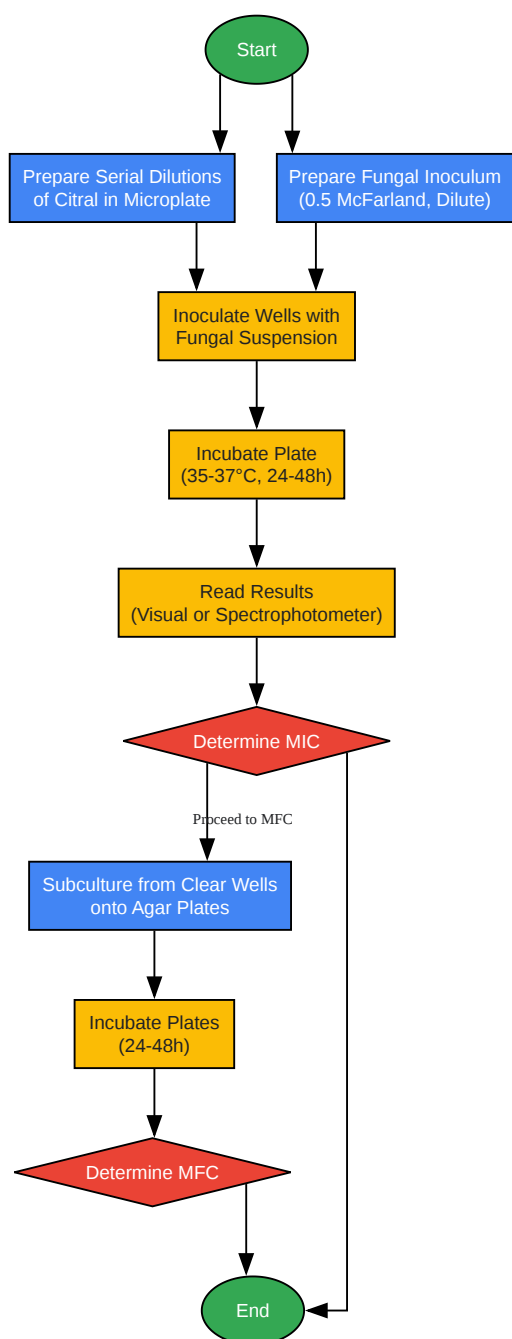 Start
Prepare Serial Dilutions
of Citral in Microplate
Prepare Fungal Inoculum
(0.5 McFarland, Dilute)
Inoculate Wells with
Fungal Suspension
Incubate Plate
(35-37°C, 24-48h)
Read Results
(Visual or Spectrophotometer)
Determine MIC
Proceed to MFC
Subculture from Clear Wells
onto Agar Plates
Incubate Plates
(24-48h)
Determine MFC
End